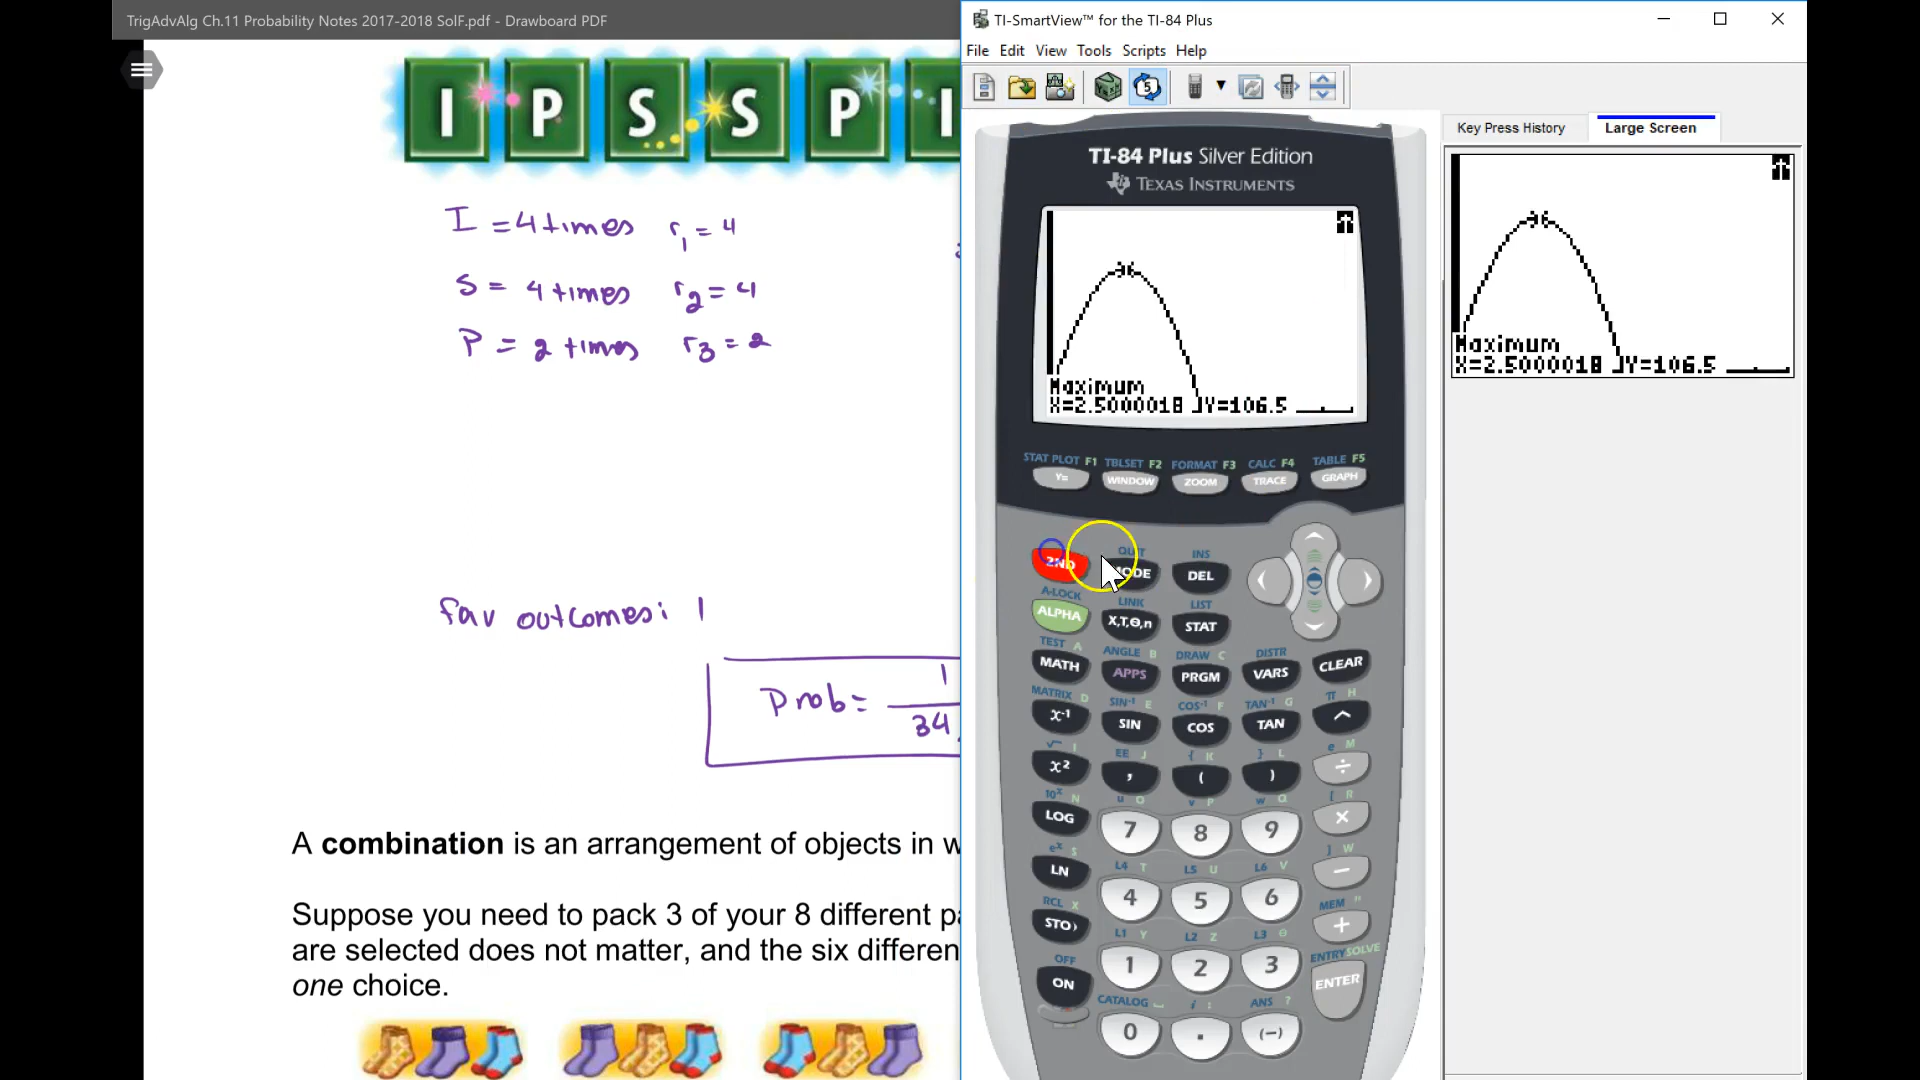 TrigAdvAlg Ch.11 Probability Notes 2017-2018 SolF.pdf - Drawboard PDF
I P S S P I
I = 4 times r1 = 4
S = 4 times r2 = 4
P = 2 times r3 = 2
fav outcomes: 1
Prob = 1
34
A combination is an arrangement of objects in w
Suppose you need to pack 3 of your 8 different pa
are selected does not matter, and the six differen
one choice.
TI-SmartView™ for the TI-84 Plus
File Edit View Tools Scripts Help
Key Press History Large Screen
TI-84 Plus Silver Edition
TEXAS INSTRUMENTS
Maximum
X=2.5000018 Y=106.5
Maximum
X=2.5000018 Y=106.5
STAT PLOT F1 TBLSET F2 FORMAT F3 CALC F4 TABLE F5
Y= WINDOW ZOOM TRACE GRAPH
QUIT INS
2ND MODE DEL
A-LOCK LINK LIST
ALPHA X,T,Θ,n STAT
TEST A ANGLE B DRAW C DISTR
MATH APPS PRGM VARS CLEAR
MATRIX D SIN⁻¹ E COS⁻¹ F TAN⁻¹ G π H
x⁻¹ SIN COS TAN ^
√ I EE J { K } L e M
x² , ( ) ÷
10ˣ N u O v P w Q [ R
LOG 7 8 9 ×
eˣ S L4 T L5 U L6 V ] W
LN 4 5 6 −
RCL X L1 Y L2 Z L3 θ MEM "
STO› 1 2 3 +
OFF CATALOG i : ANS ? ENTRY SOLVE
ON 0 . (−) ENTER